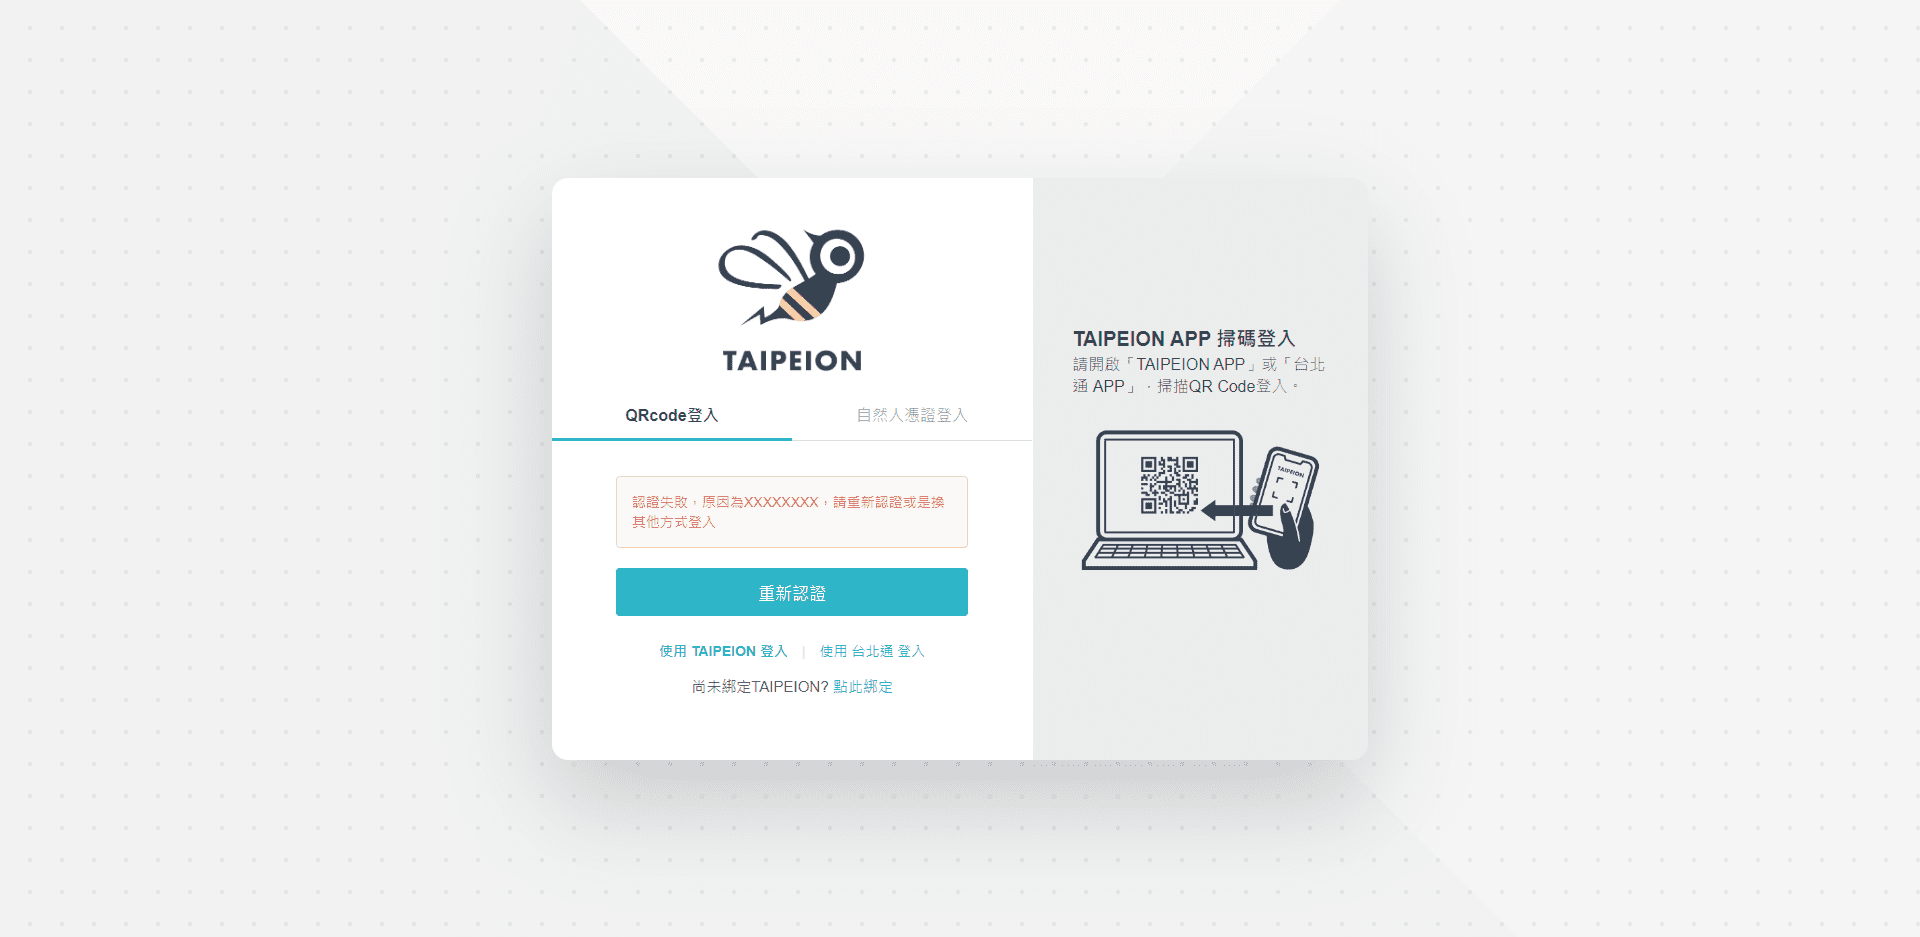 TAIPEION
QRcode登入
自然人憑證登入
認證失敗，原因為XXXXXXXX，請重新認證或是換
其他方式登入
重新認證
使用 TAIPEION 登入 | 使用 台北通 登入
尚未綁定TAIPEION? 點此綁定
TAIPEION APP 掃碼登入
請開啟「TAIPEION APP」或「台北
通 APP」，掃描QR Code登入。
TAIPEION